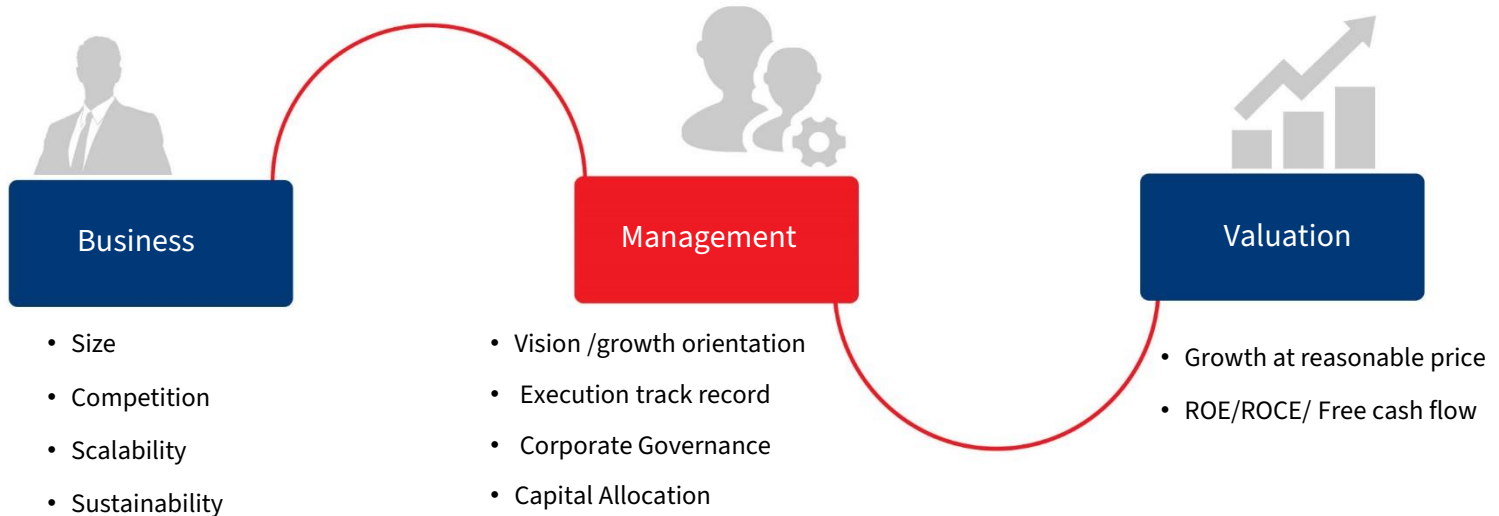 Business
• Size
• Competition
• Scalability
• Sustainability
Management
• Vision /growth orientation
• Execution track record
• Corporate Governance
• Capital Allocation
Valuation
• Growth at reasonable price
• ROE/ROCE/ Free cash flow